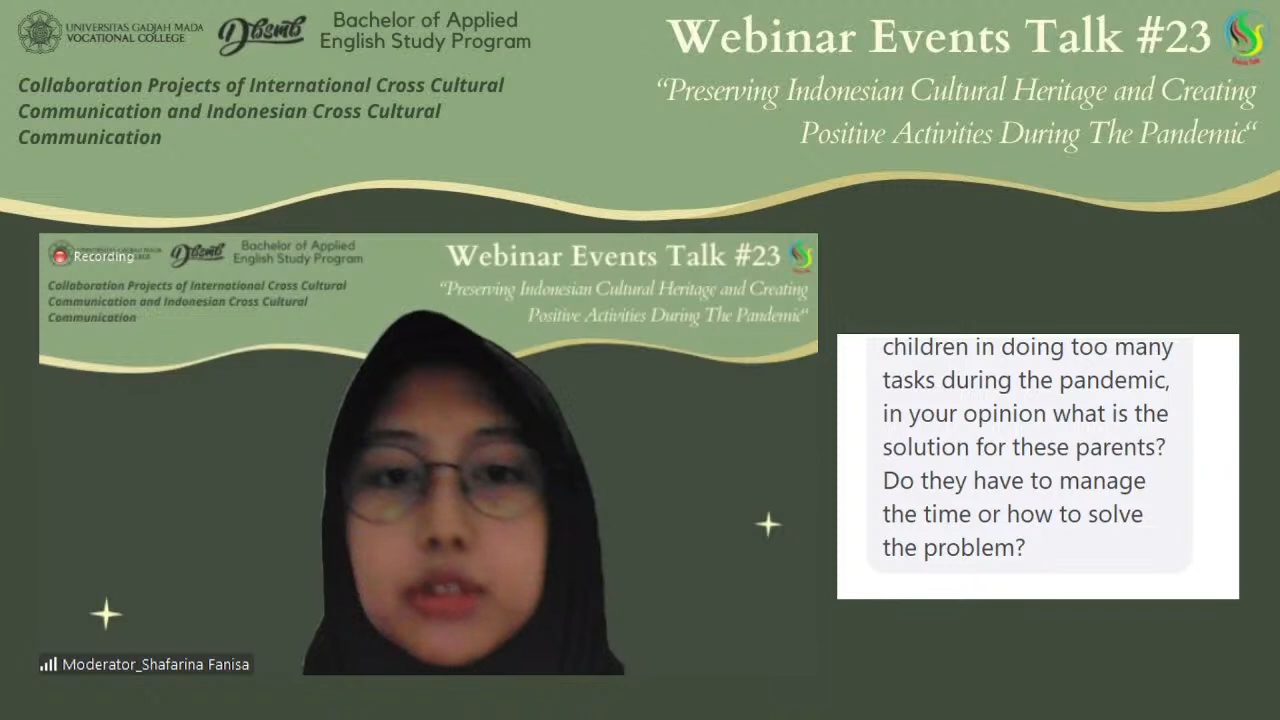 UNIVERSITAS GADJAH MADA
VOCATIONAL COLLEGE
Dbsmb
Bachelor of Applied
English Study Program
Collaboration Projects of International Cross Cultural
Communication and Indonesian Cross Cultural
Communication
Webinar Events Talk #23
“Preserving Indonesian Cultural Heritage and Creating
Positive Activities During The Pandemic“
Recording
Bachelor of Applied
English Study Program
Collaboration Projects of International Cross Cultural
Communication and Indonesian Cross Cultural
Communication
Webinar Events Talk #23
“Preserving Indonesian Cultural Heritage and Creating
Positive Activities During The Pandemic“
Moderator_Shafarina Fanisa
children in doing too many
tasks during the pandemic,
in your opinion what is the
solution for these parents?
Do they have to manage
the time or how to solve
the problem?